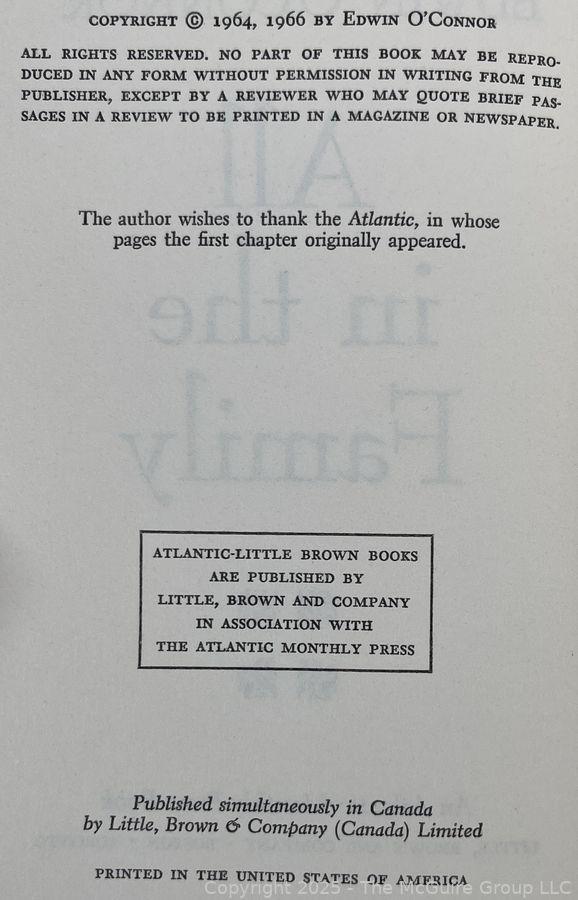 COPYRIGHT © 1964, 1966 BY EDWIN O'CONNOR
ALL RIGHTS RESERVED. NO PART OF THIS BOOK MAY BE REPRO-
DUCED IN ANY FORM WITHOUT PERMISSION IN WRITING FROM THE
PUBLISHER, EXCEPT BY A REVIEWER WHO MAY QUOTE BRIEF PAS-
SAGES IN A REVIEW TO BE PRINTED IN A MAGAZINE OR NEWSPAPER.
The author wishes to thank the Atlantic, in whose
pages the first chapter originally appeared.
All
in the
Family
ATLANTIC-LITTLE BROWN BOOKS
ARE PUBLISHED BY
LITTLE, BROWN AND COMPANY
IN ASSOCIATION WITH
THE ATLANTIC MONTHLY PRESS
Published simultaneously in Canada
by Little, Brown & Company (Canada) Limited
PRINTED IN THE UNITED STATES OF AMERICA
Copyright 2025 - The McGuire Group LLC